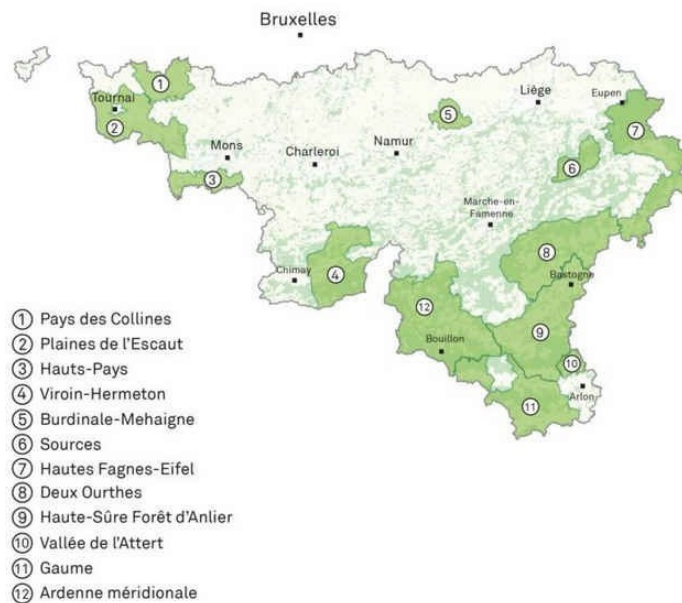 Bruxelles
Tournai
Mons
Charleroi
Namur
Liège
Eupen
Marche-en-
Famenne
Chimay
Bastogne
Bouillon
Arlon
1
2
3
4
5
6
7
8
9
10
11
12
1 Pays des Collines
2 Plaines de l'Escaut
3 Hauts-Pays
4 Viroin-Hermeton
5 Burdinale-Mehaigne
6 Sources
7 Hautes Fagnes-Eifel
8 Deux Ourthes
9 Haute-Sûre Forêt d'Anlier
10 Vallée de l'Attert
11 Gaume
12 Ardenne méridionale